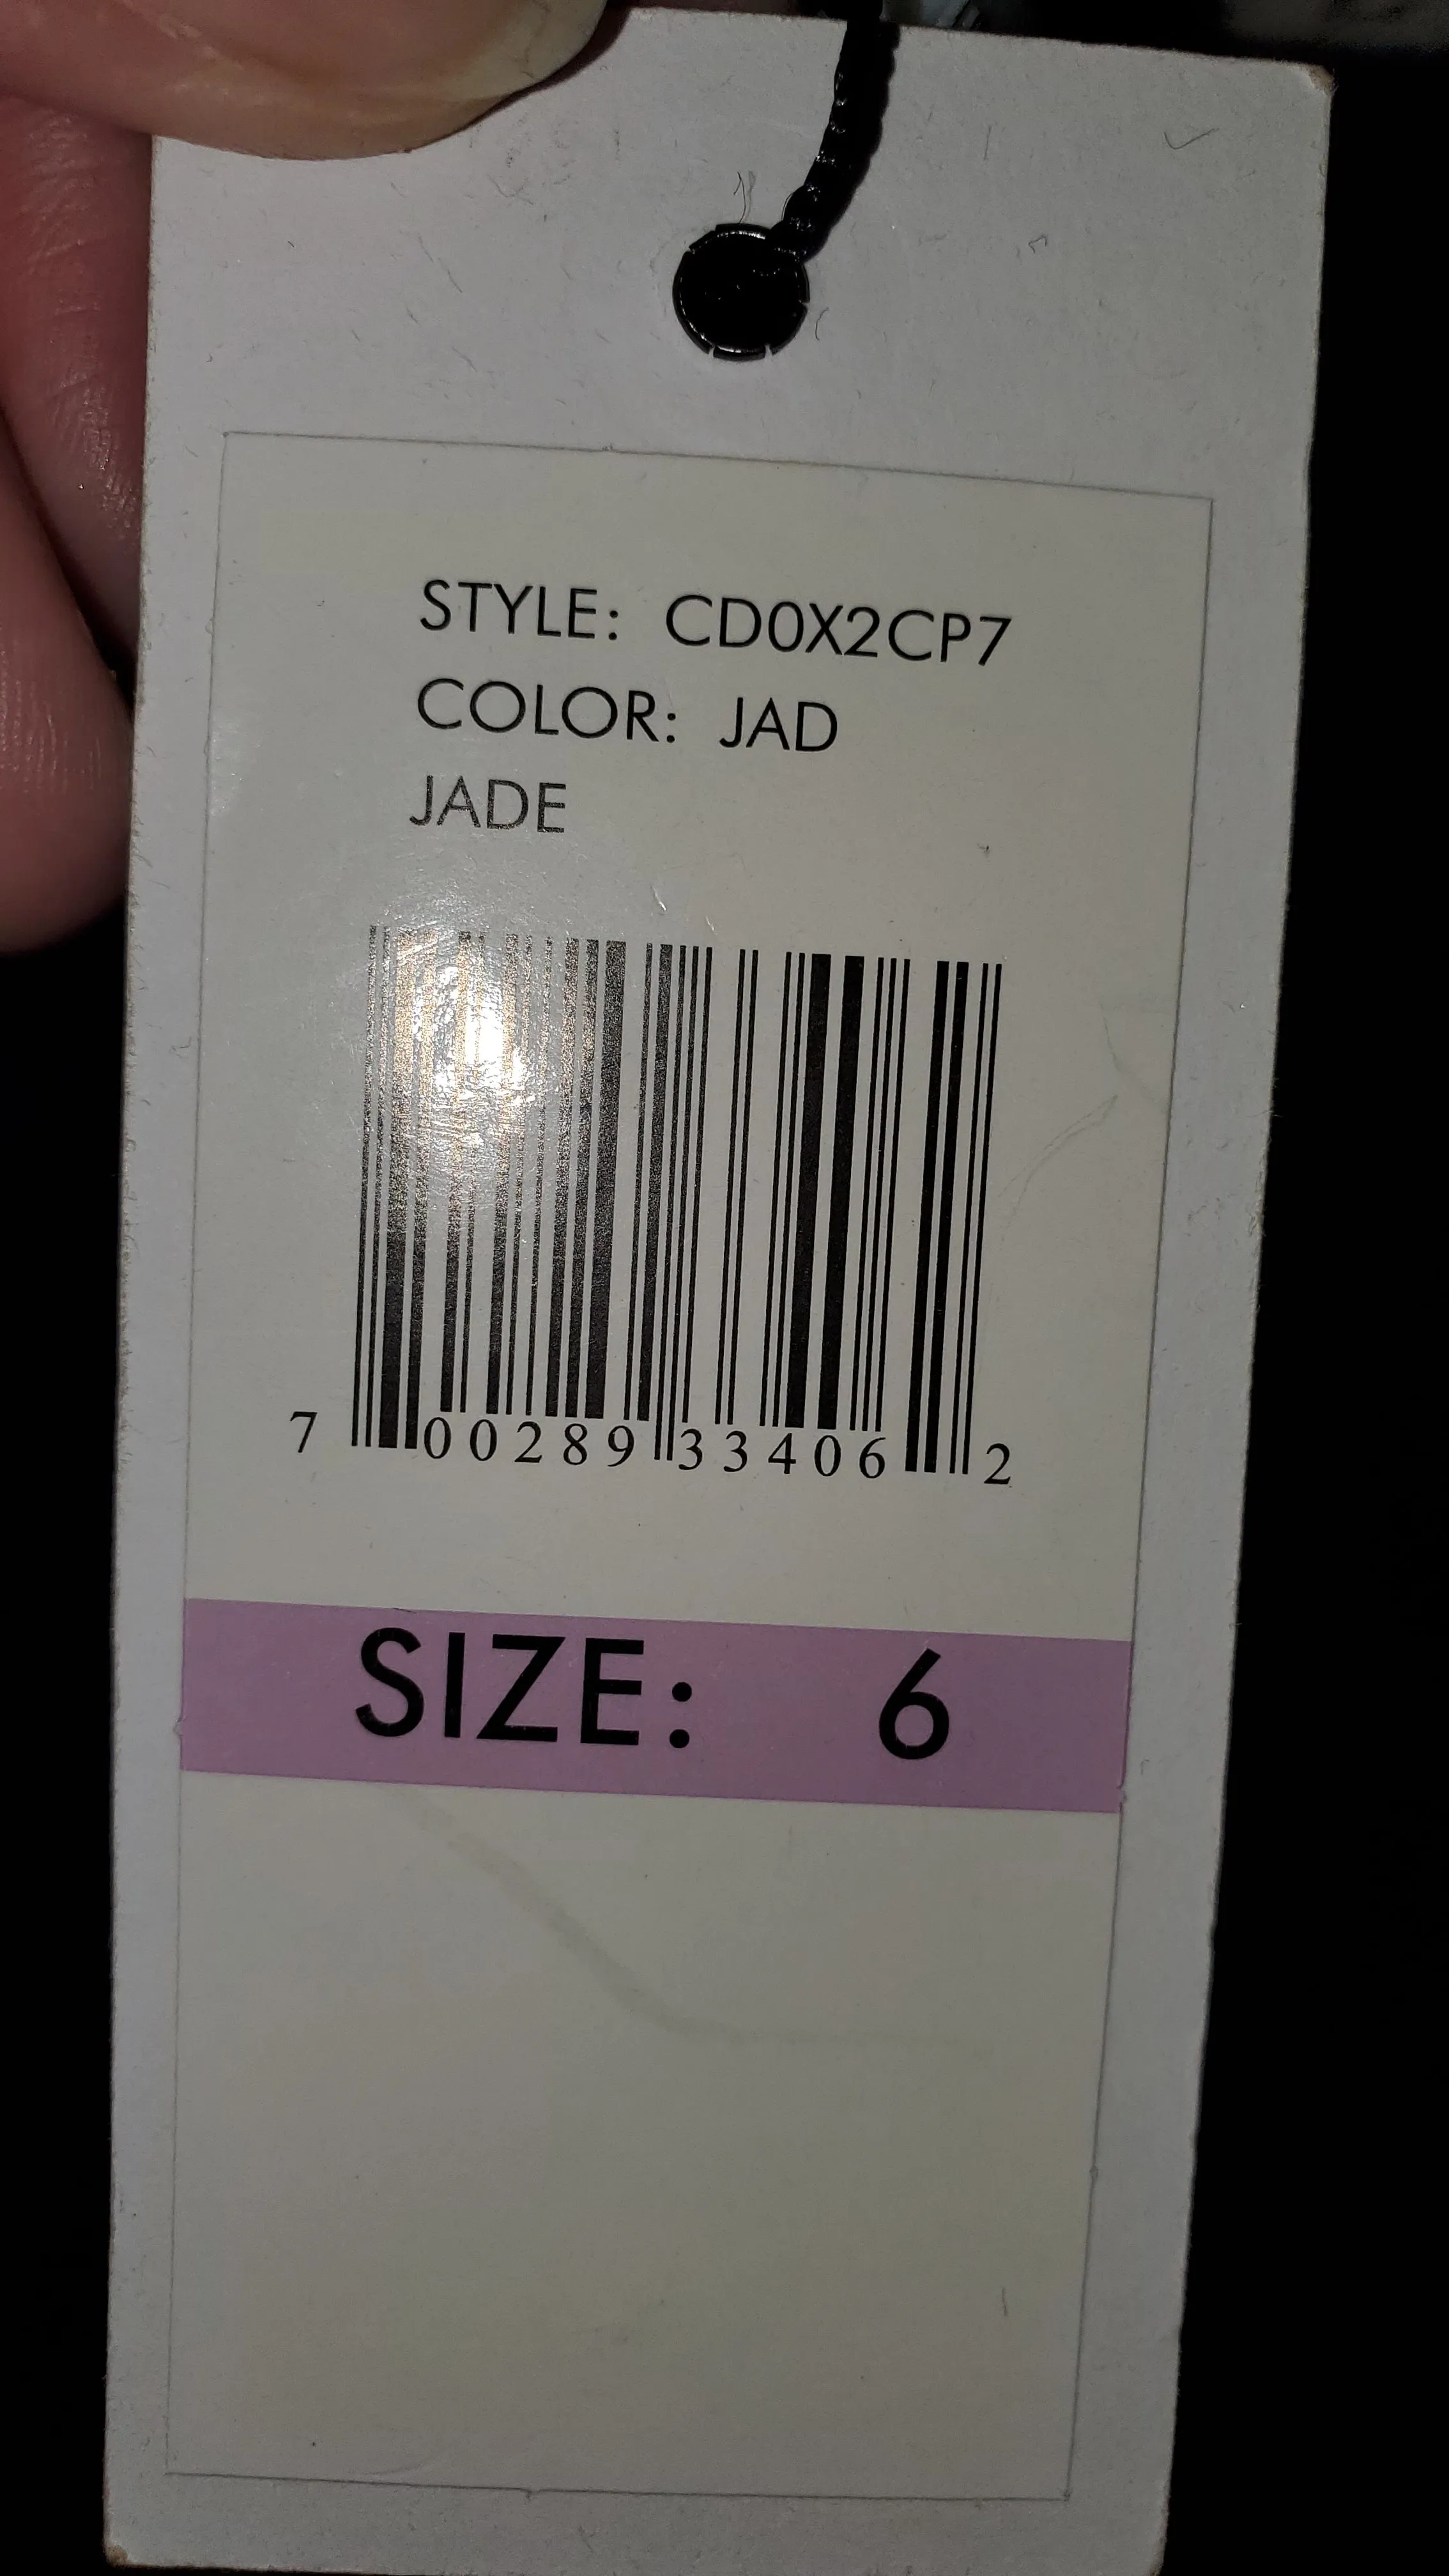 STYLE: CD0X2CP7
COLOR: JAD
JADE
7 00289 33406 2
SIZE: 6